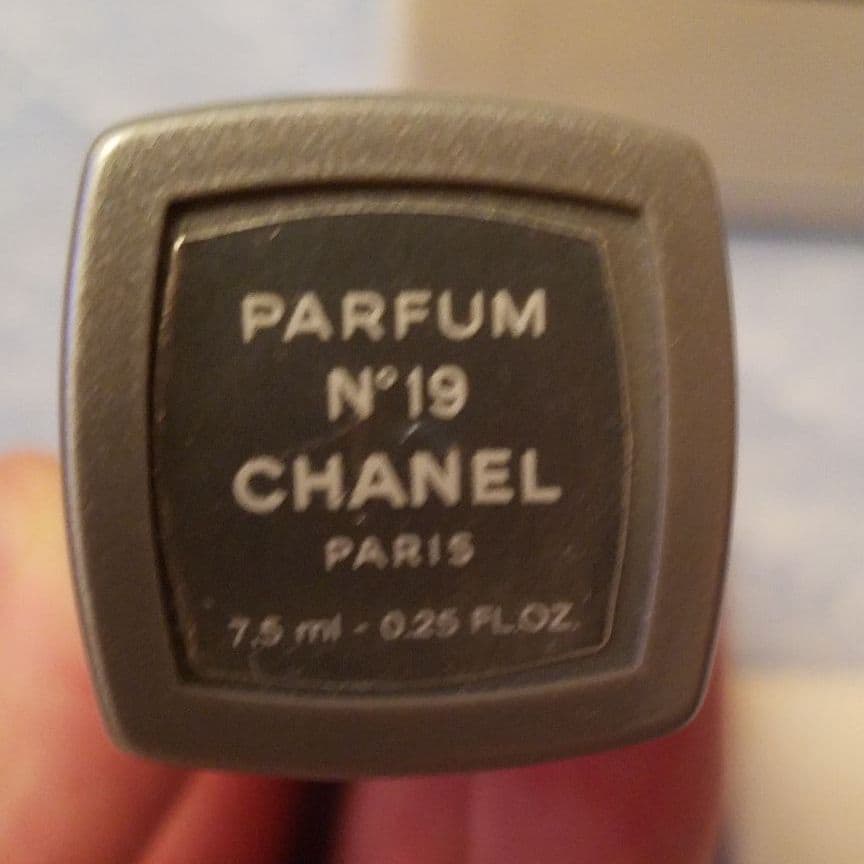 PARFUM
N°19
CHANEL
PARIS
7.5 ml - 0.25 FL.OZ.